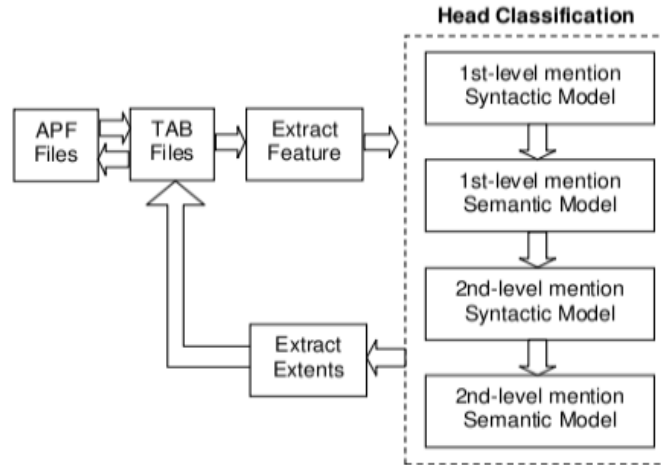 Head Classification
1st-level mention
Syntactic Model
APF
Files
TAB
Files
Extract
Feature
1st-level mention
Semantic Model
2nd-level mention
Syntactic Model
Extract
Extents
2nd-level mention
Semantic Model